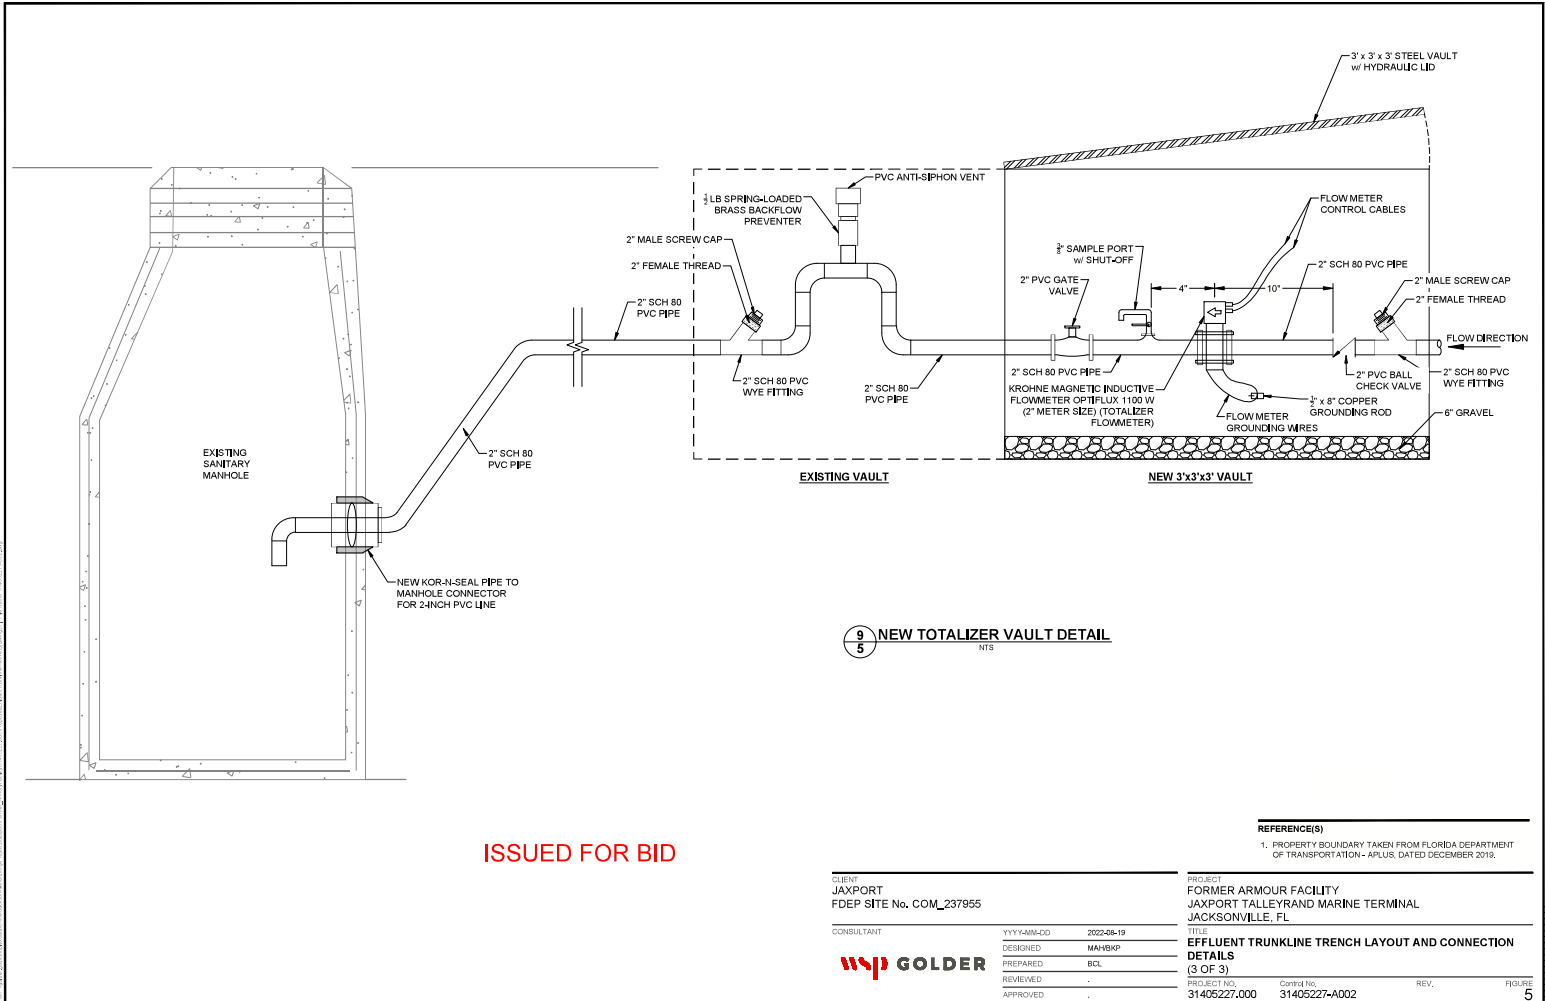 3' x 3' x 3' STEEL VAULT
w/ HYDRAULIC LID
PVC ANTI-SIPHON VENT
1/2 LB SPRING-LOADED
BRASS BACKFLOW
PREVENTER
2" MALE SCREW CAP
2" FEMALE THREAD
2" SCH 80
PVC PIPE
2" SCH 80 PVC
WYE FITTING
2" SCH 80
PVC PIPE
2" SCH 80
PVC PIPE
EXISTING
SANITARY
MANHOLE
NEW KOR-N-SEAL PIPE TO
MANHOLE CONNECTOR
FOR 2-INCH PVC LINE
EXISTING VAULT
FLOW METER
CONTROL CABLES
SAMPLE PORT
w/ SHUT-OFF
2" PVC GATE
VALVE
4"
10"
2" SCH 80 PVC PIPE
2" MALE SCREW CAP
2" FEMALE THREAD
FLOW DIRECTION
2" SCH 80 PVC PIPE
KROHNE MAGNETIC INDUCTIVE
FLOWMETER OPTIFLUX 1100 W
(2" METER SIZE) (TOTALIZER
FLOWMETER)
2" PVC BALL
CHECK VALVE
2" SCH 80 PVC
WYE FITTING
1/2" x 8" COPPER
GROUNDING ROD
FLOW METER
GROUNDING WIRES
6" GRAVEL
NEW 3'x3'x3' VAULT
9
5
NEW TOTALIZER VAULT DETAIL
NTS
ISSUED FOR BID
REFERENCE(S)
1. PROPERTY BOUNDARY TAKEN FROM FLORIDA DEPARTMENT
OF TRANSPORTATION - APLUS, DATED DECEMBER 2019.
CLIENT
JAXPORT
FDEP SITE No. COM_237955
PROJECT
FORMER ARMOUR FACILITY
JAXPORT TALLEYRAND MARINE TERMINAL
JACKSONVILLE, FL
CONSULTANT
wsp GOLDER
YYYY-MM-DD 2022-08-19
DESIGNED MAH/BKP
PREPARED BCL
REVIEWED .
APPROVED .
TITLE
EFFLUENT TRUNKLINE TRENCH LAYOUT AND CONNECTION
DETAILS
(3 OF 3)
PROJECT NO. Control No. REV. FIGURE
31405227.000 31405227-A002 5